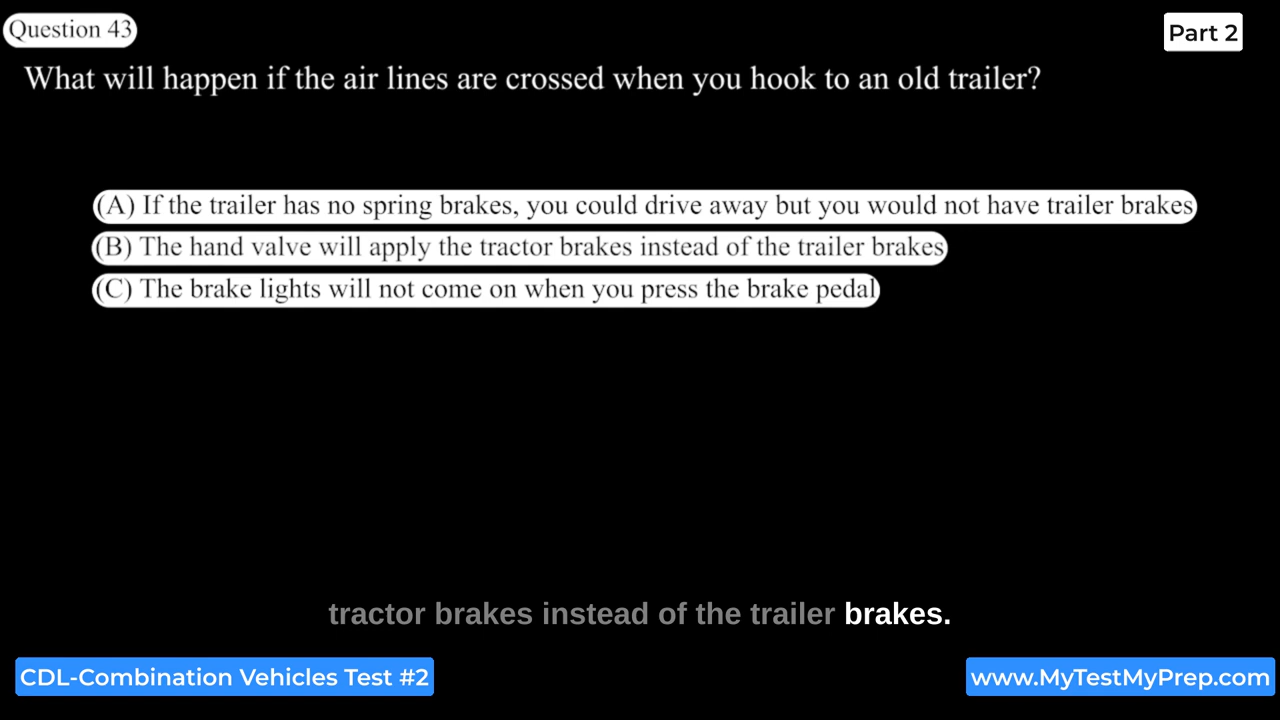 Question 43
Part 2
What will happen if the air lines are crossed when you hook to an old trailer?
(A) If the trailer has no spring brakes, you could drive away but you would not have trailer brakes
(B) The hand valve will apply the tractor brakes instead of the trailer brakes
(C) The brake lights will not come on when you press the brake pedal
tractor brakes instead of the trailer brakes.
CDL-Combination Vehicles Test #2
www.MyTestMyPrep.com